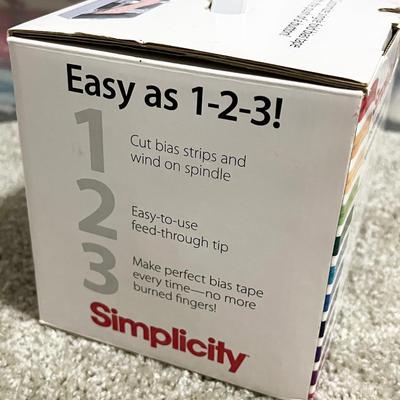 Easy as 1-2-3!
1 Cut bias strips and
wind on spindle
2 Easy-to-use
feed-through tip
3 Make perfect bias tape
every time—no more
burned fingers!
Simplicity